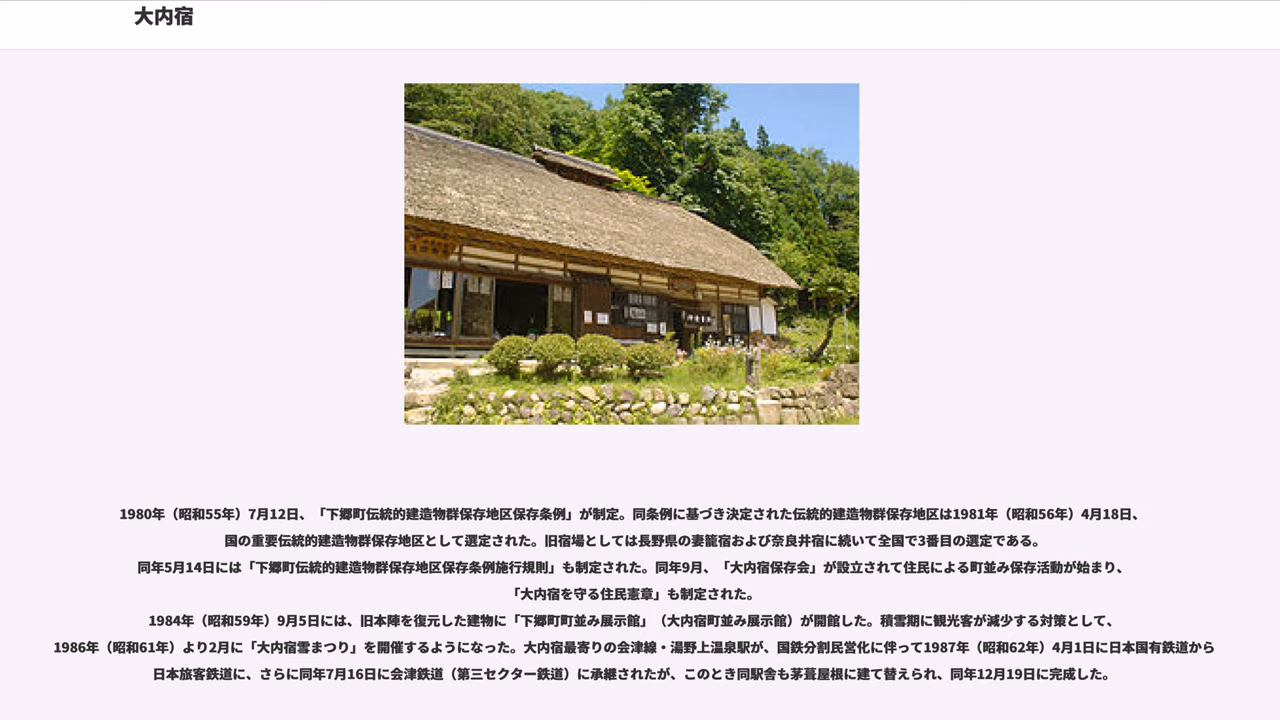 大内宿
1980年（昭和55年）7月12日、「下郷町伝統的建造物群保存地区保存条例」が制定。同条例に基づき決定された伝統的建造物群保存地区は1981年（昭和56年）4月18日、
国の重要伝統的建造物群保存地区として選定された。旧宿場としては長野県の妻籠宿および奈良井宿に続いて全国で3番目の選定である。
同年5月14日には「下郷町伝統的建造物群保存地区保存条例施行規則」も制定された。同年9月、「大内宿保存会」が設立されて住民による町並み保存活動が始まり、
「大内宿を守る住民憲章」も制定された。
1984年（昭和59年）9月5日には、旧本陣を復元した建物に「下郷町町並み展示館」（大内宿町並み展示館）が開館した。積雪期に観光客が減少する対策として、
1986年（昭和61年）より2月に「大内宿雪まつり」を開催するようになった。大内宿最寄りの会津線・湯野上温泉駅が、国鉄分割民営化に伴って1987年（昭和62年）4月1日に日本国有鉄道から
日本旅客鉄道に、さらに同年7月16日に会津鉄道（第三セクター鉄道）に承継されたが、このとき同駅舎も茅葺屋根に建て替えられ、同年12月19日に完成した。